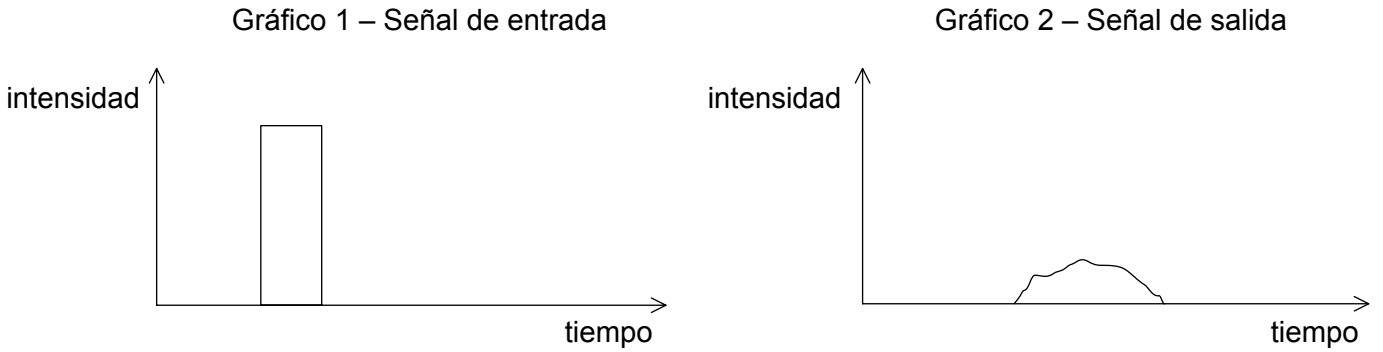 Gráfico 1 – Señal de entrada
intensidad
tiempo
Gráfico 2 – Señal de salida
intensidad
tiempo